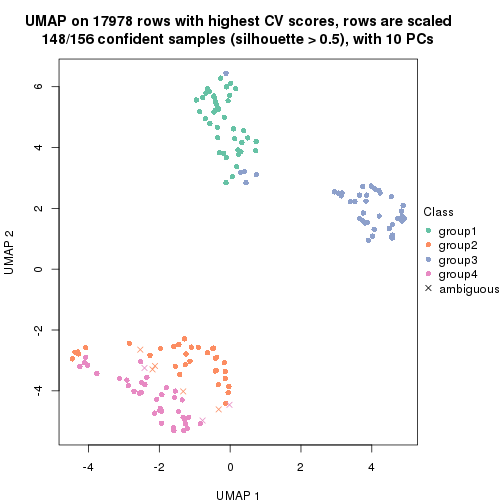 UMAP on 17978 rows with highest CV scores, rows are scaled
148/156 confident samples (silhouette > 0.5), with 10 PCs
6
4
2
0
-2
-4
UMAP 2
-4
-2
0
2
4
UMAP 1
Class
group1
group2
group3
group4
ambiguous